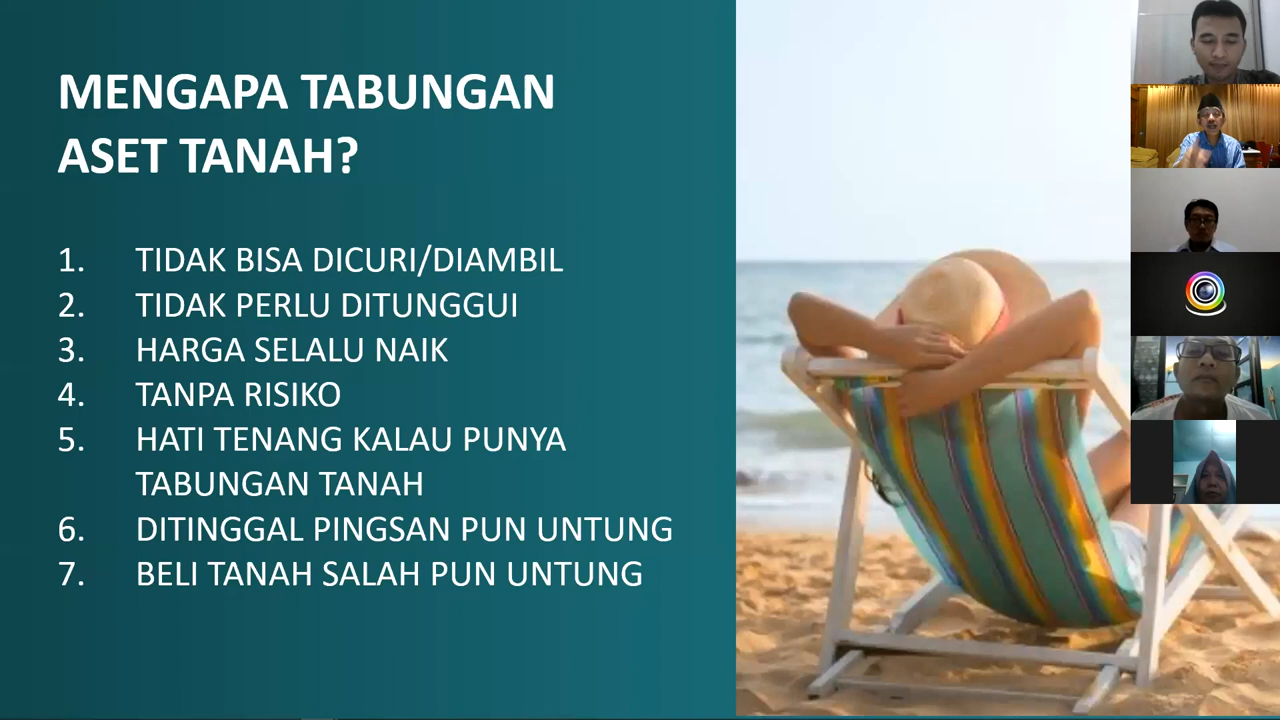 MENGAPA TABUNGAN
ASET TANAH?
1. TIDAK BISA DICURI/DIAMBIL
2. TIDAK PERLU DITUNGGUI
3. HARGA SELALU NAIK
4. TANPA RISIKO
5. HATI TENANG KALAU PUNYA
TABUNGAN TANAH
6. DITINGGAL PINGSAN PUN UNTUNG
7. BELI TANAH SALAH PUN UNTUNG